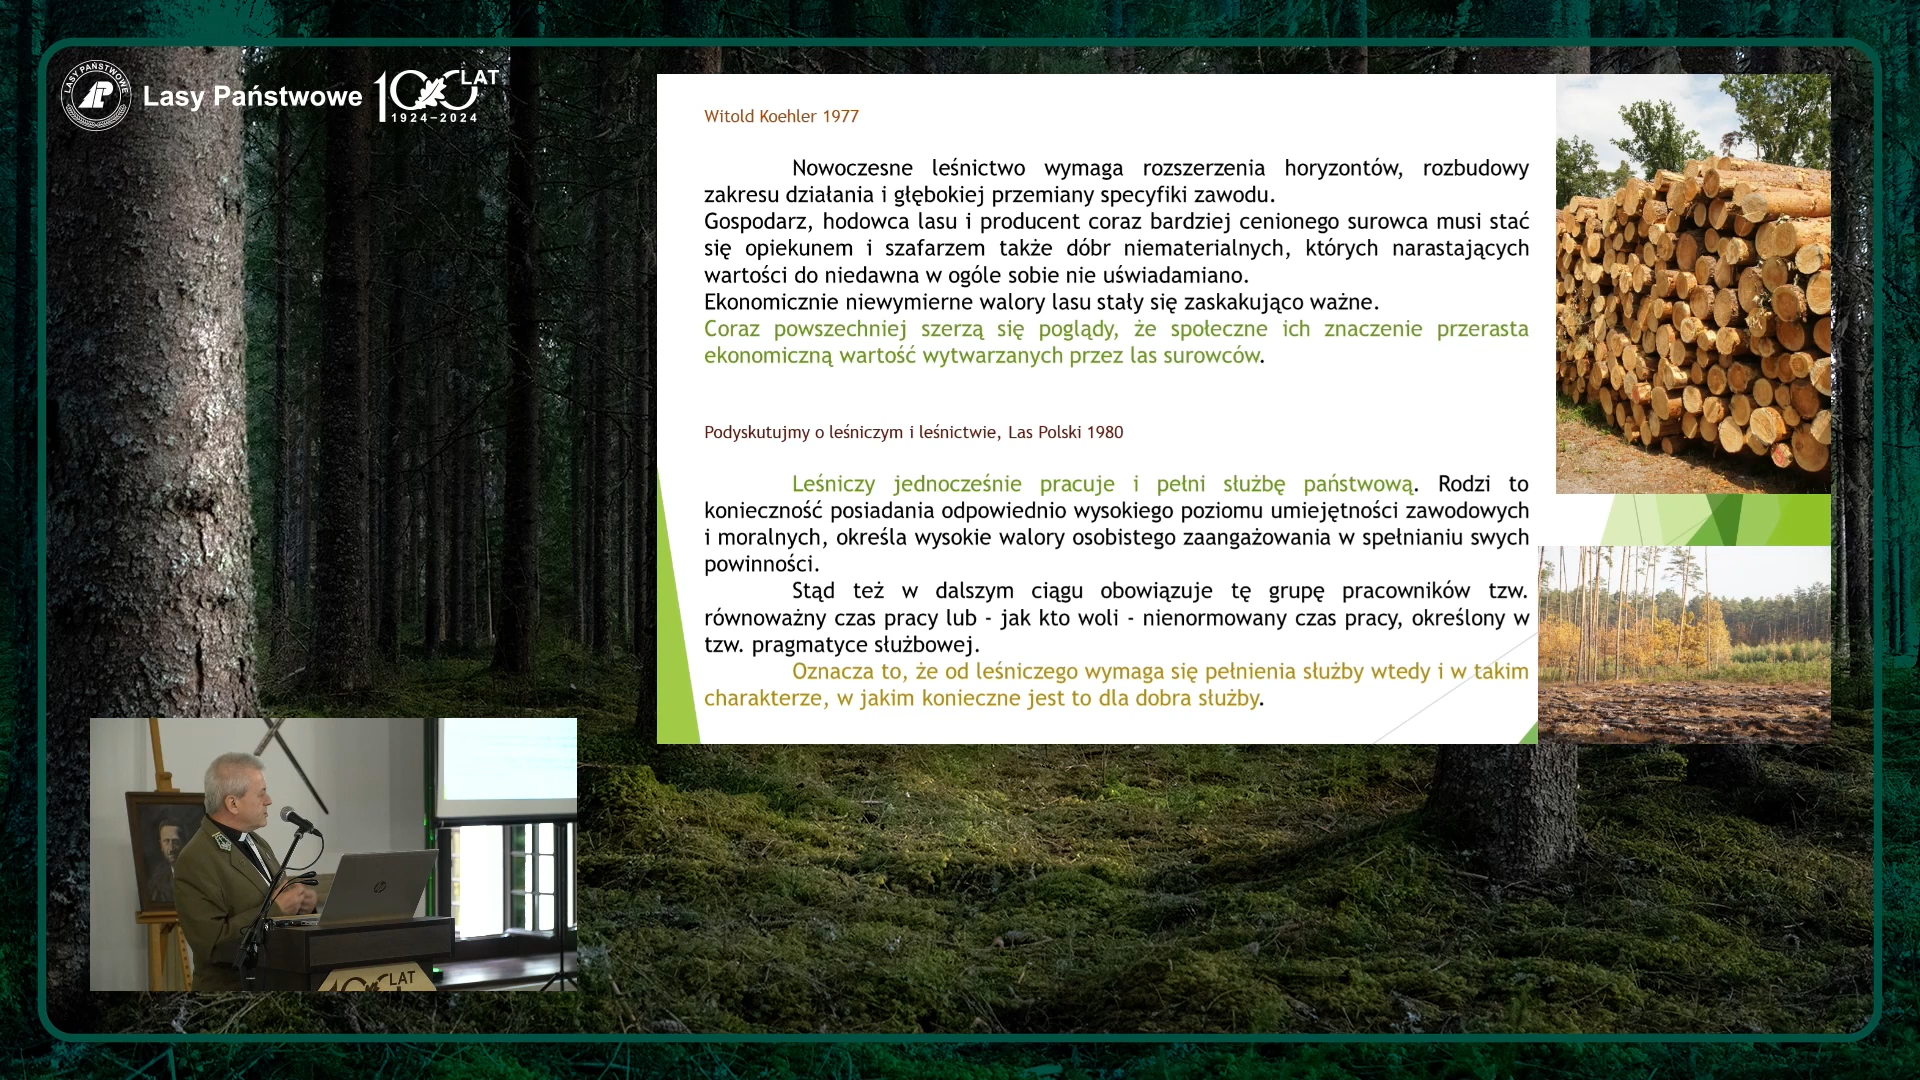 LASY PAŃSTWOWE
Lasy Państwowe
100 LAT
1924–2024
Witold Koehler 1977
Nowoczesne leśnictwo wymaga rozszerzenia horyzontów, rozbudowy
zakresu działania i głębokiej przemiany specyfiki zawodu.
Gospodarz, hodowca lasu i producent coraz bardziej cenionego surowca musi stać
się opiekunem i szafarzem także dóbr niematerialnych, których narastających
wartości do niedawna w ogóle sobie nie uświadamiano.
Ekonomicznie niewymierne walory lasu stały się zaskakująco ważne.
Coraz powszechniej szerzą się poglądy, że społeczne ich znaczenie przerasta
ekonomiczną wartość wytwarzanych przez las surowców.
Podyskutujmy o leśniczym i leśnictwie, Las Polski 1980
Leśniczy jednocześnie pracuje i pełni służbę państwową. Rodzi to
konieczność posiadania odpowiednio wysokiego poziomu umiejętności zawodowych
i moralnych, określa wysokie walory osobistego zaangażowania w spełnianiu swych
powinności.
Stąd też w dalszym ciągu obowiązuje tę grupę pracowników tzw.
równoważny czas pracy lub - jak kto woli - nienormowany czas pracy, określony w
tzw. pragmatyce służbowej.
Oznacza to, że od leśniczego wymaga się pełnienia służby wtedy i w takim
charakterze, w jakim konieczne jest to dla dobra służby.
hp
100 LAT